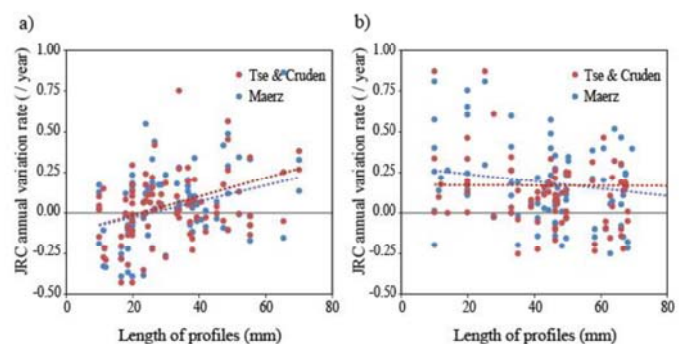 a)
1.00
0.75
0.50
0.25
0.00
-0.25
-0.50
JRC annual variation rate ( / year)
Tse & Cruden
Maerz
0
20
40
60
80
Length of profiles (mm)
b)
1.00
0.75
0.50
0.25
0.00
-0.25
-0.50
JRC annual variation rate ( / year)
Tse & Cruden
Maerz
0
20
40
60
80
Length of profiles (mm)